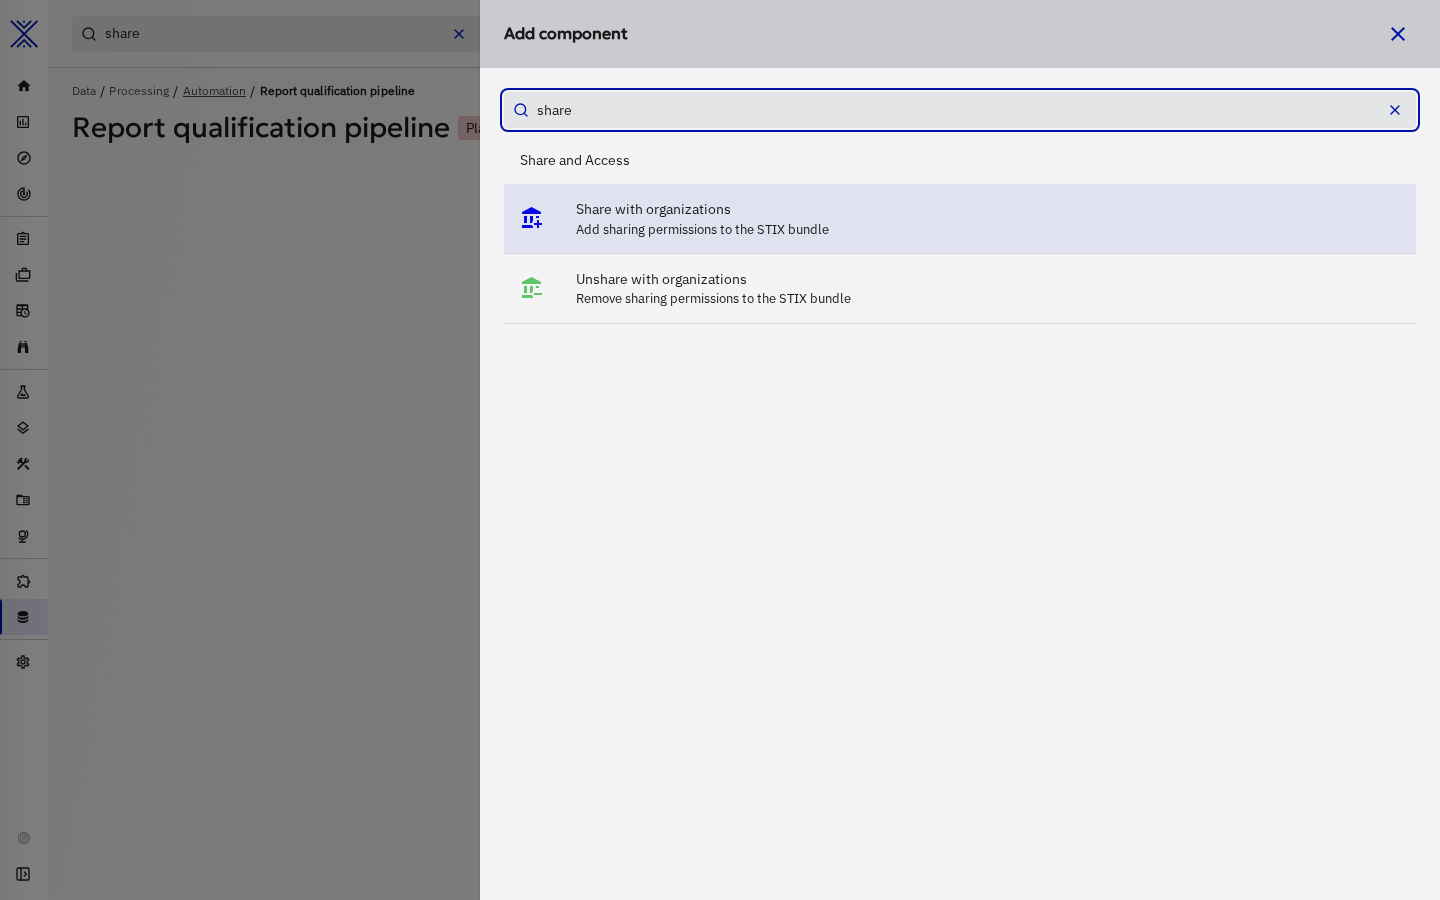 share
Data / Processing / Automation / Report qualification pipeline
Report qualification pipeline
Add component
share
Share and Access
Share with organizations
Add sharing permissions to the STIX bundle
Unshare with organizations
Remove sharing permissions to the STIX bundle